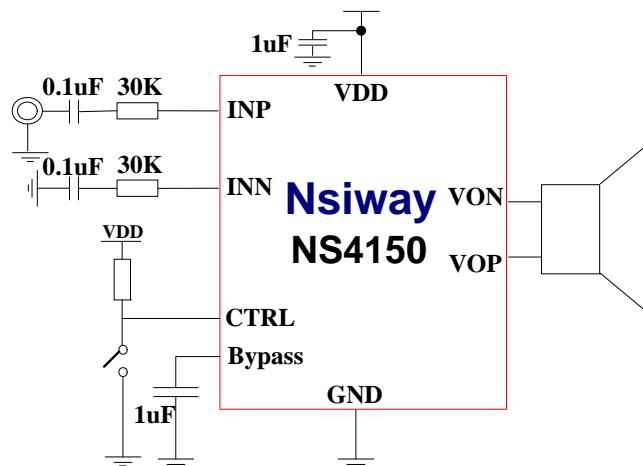 1uF
VDD
0.1uF 30K
INP
0.1uF 30K
INN
Nsiway
NS4150
VON
VOP
VDD
CTRL
Bypass
1uF
GND